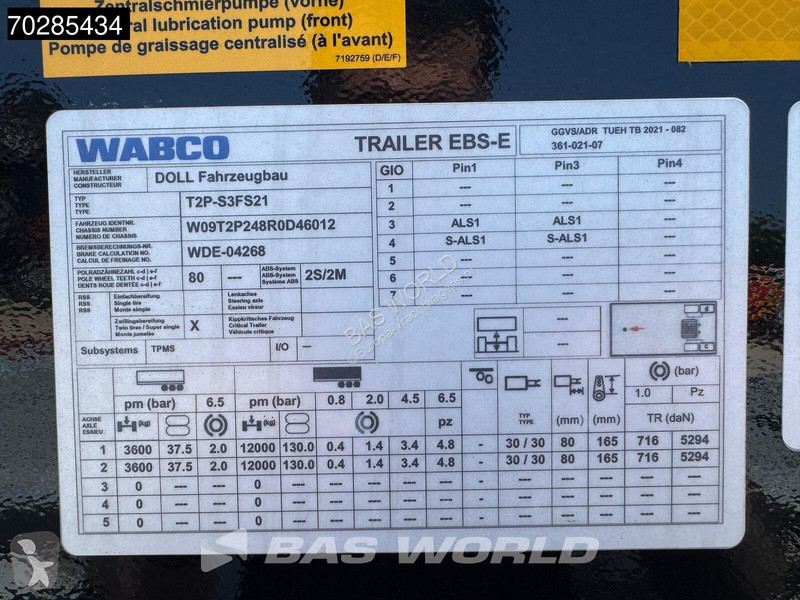 70285434
Zentralschmierpumpe (vorne)
ral lubrication pump (front)
Pompe de graissage centralisé (à l'avant)
7192759 (D/E/F)
WABCO TRAILER EBS-E GGVS/ADR TUEH TB 2021 - 082
361-021-07
HERSTELLER
MANUFACTURER
CONSTRUCTEUR
DOLL Fahrzeugbau
TYP
TYPE
TYPE
T2P-S3FS21
FAHRZEUG IDENTNR.
CHASSIS NUMBER
NUMERO DE CHASSIS
W09T2P248R0D46012
BREMSBERECHNUNGS-NR.
BRAKE CALCULATION NO.
CALCUL DE FREINAGE NO.
WDE-04268
POLRADZÄHNEZAHL c-d | e-f
POLE WHEEL TEETH c-d | e-f
DENTS ROUE DENTÉE c-d | e-f
80 ---
ABS-System
ABS-System
Système ABS
2S/2M
RSS
RSS
RSS
Einfachbereifung
Single tire
Monte simple
Lenkachse
Steering axle
Essieu vireur
Zwillingsbereifung
Twin tires / Super single
Monte jumelée
X
Kippkritisches Fahrzeug
Critical Trailer
Véhicule critique
Subsystems TPMS I/O ---
GIO Pin1 Pin3 Pin4
1 --- --- ---
2 --- --- ---
3 ALS1 ALS1 ---
4 S-ALS1 S-ALS1 ---
5 --- --- ---
6 --- --- ---
7 --- --- ---
---
---
d
c
pm (bar) 6.5 pm (bar) 0.8 2.0 4.5 6.5
(bar)
1.0 Pz
ACHSE
AXLE
ESSIEU
(kg) (kg) pz
TYP
TYPE
(mm) (mm) TR (daN)
1 3600 37.5 2.0 12000 130.0 0.4 1.4 3.4 4.8 - 30 / 30 80 165 716 5294
2 3600 37.5 2.0 12000 130.0 0.4 1.4 3.4 4.8 - 30 / 30 80 165 716 5294
3 0 --- --- 0 --- --- --- --- --- - --- --- --- --- ---
4 0 --- --- 0 --- --- --- --- --- - --- --- --- --- ---
5 0 --- --- 0 --- --- --- --- --- - --- --- --- --- ---
BAS WORLD
BAS WORLD